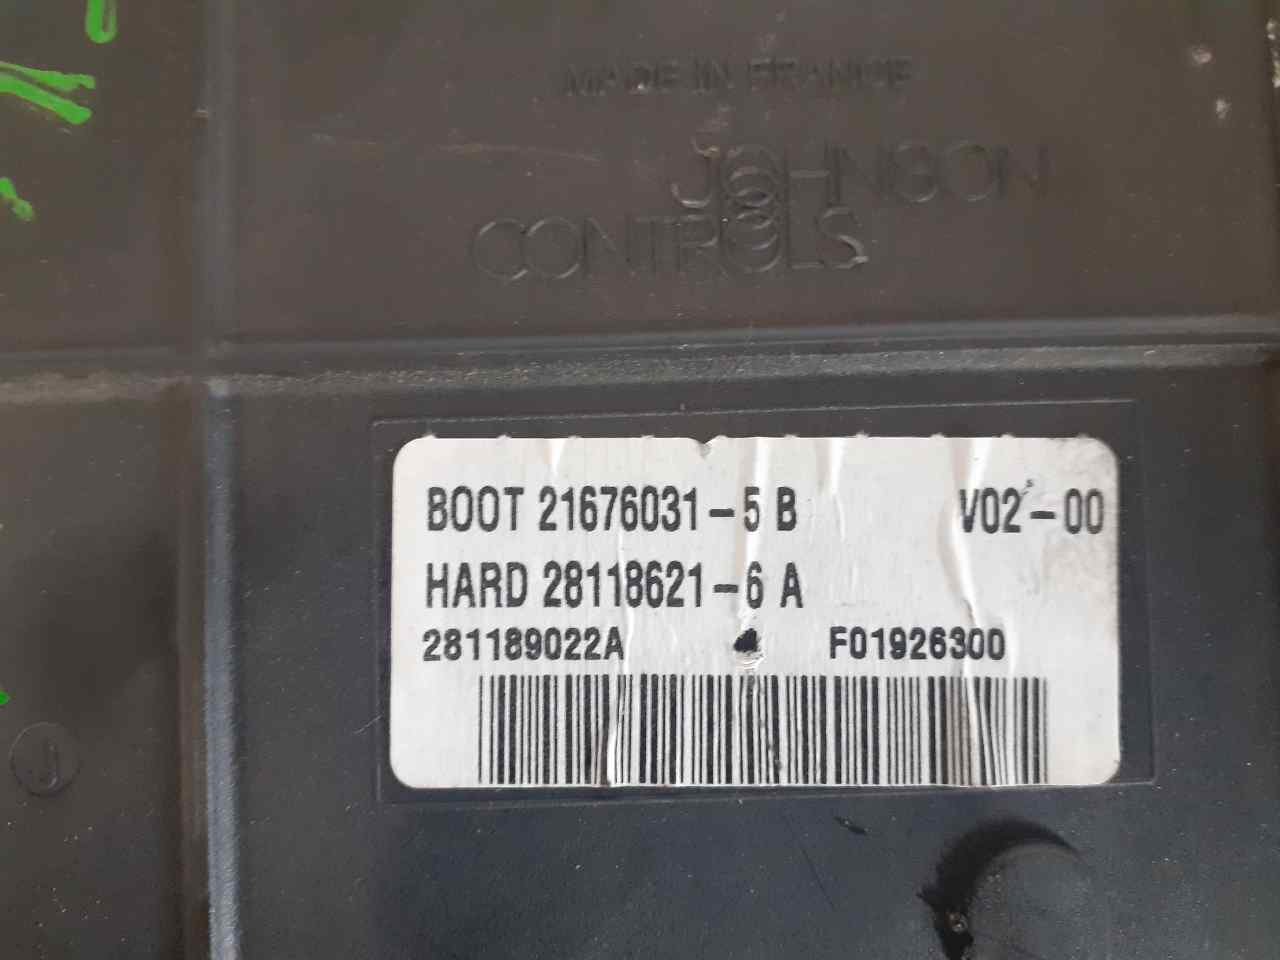 MADE IN FRANCE
JOHNSON
CONTROLS
BOOT 21676031-5 B V02-00
HARD 28118621-6 A
281189022A F01926300
J